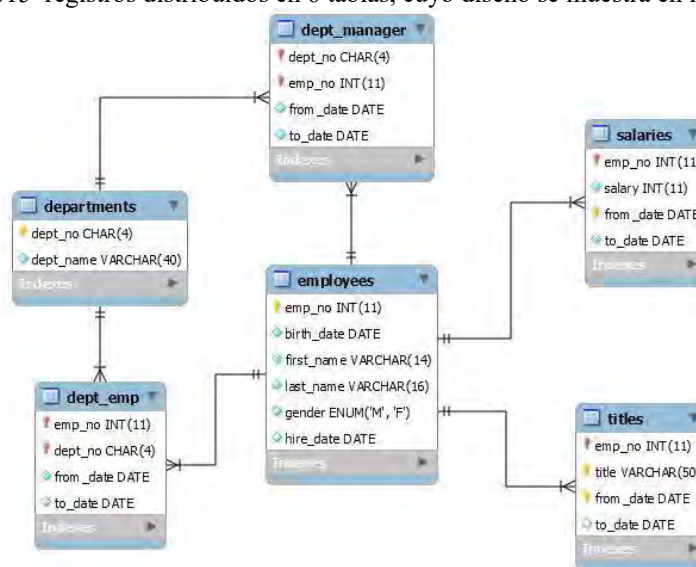 registros distribuidos en 6 tablas, cuyo diseño se muestra en
dept_manager
dept_no CHAR(4)
emp_no INT(11)
from_date DATE
to_date DATE
Indexes
salaries
emp_no INT(11
salary INT(11)
from_date DATE
to_date DATE
Indexes
departments
dept_no CHAR(4)
dept_name VARCHAR(40)
Indexes
employees
emp_no INT(11)
birth_date DATE
first_name VARCHAR(14)
last_name VARCHAR(16)
gender ENUM('M', 'F')
hire_date DATE
Indexes
dept_emp
emp_no INT(11)
dept_no CHAR(4)
from_date DATE
to_date DATE
Indexes
titles
emp_no INT(11)
title VARCHAR(50
from_date DATE
to_date DATE
Indexes